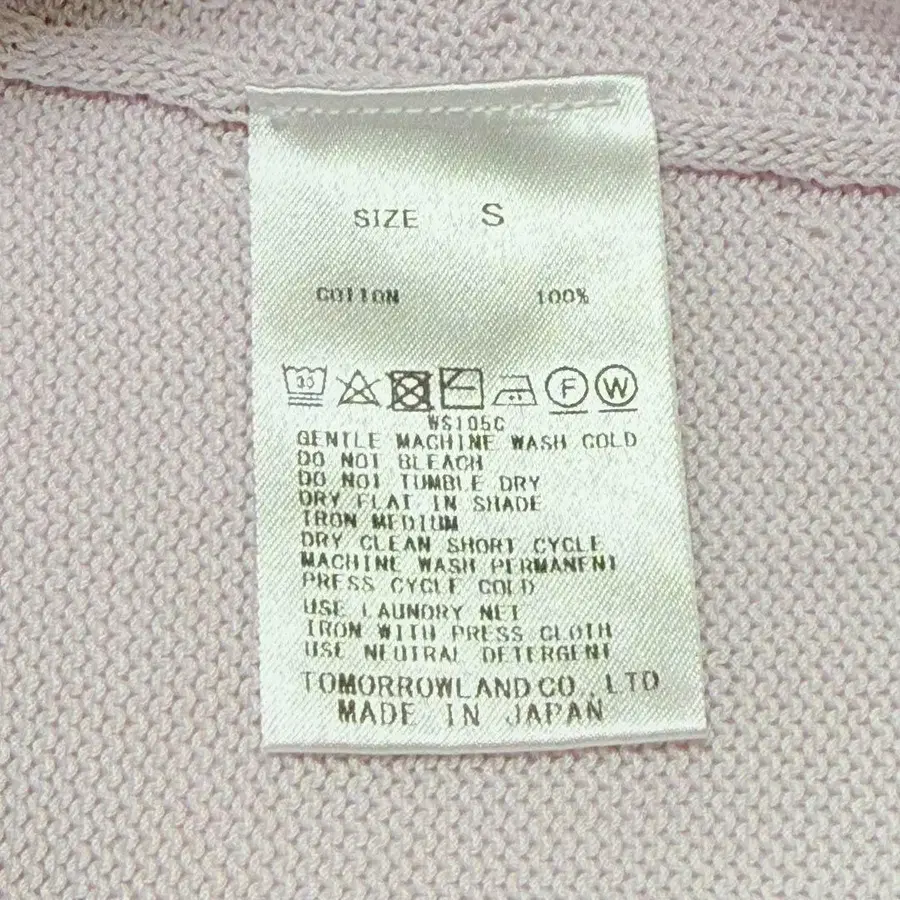 SIZE S
COTTON 100%
30 F W
WS105C
GENTLE MACHINE WASH COLD
DO NOT BLEACH
DO NOT TUMBLE DRY
DRY FLAT IN SHADE
IRON MEDIUM
DRY CLEAN SHORT CYCLE
MACHINE WASH PERMANENT
PRESS CYCLE COLD
USE LAUNDRY NET
IRON WITH PRESS CLOTH
USE NEUTRAL DETERGENT
TOMORROWLAND CO., LTD
MADE IN JAPAN